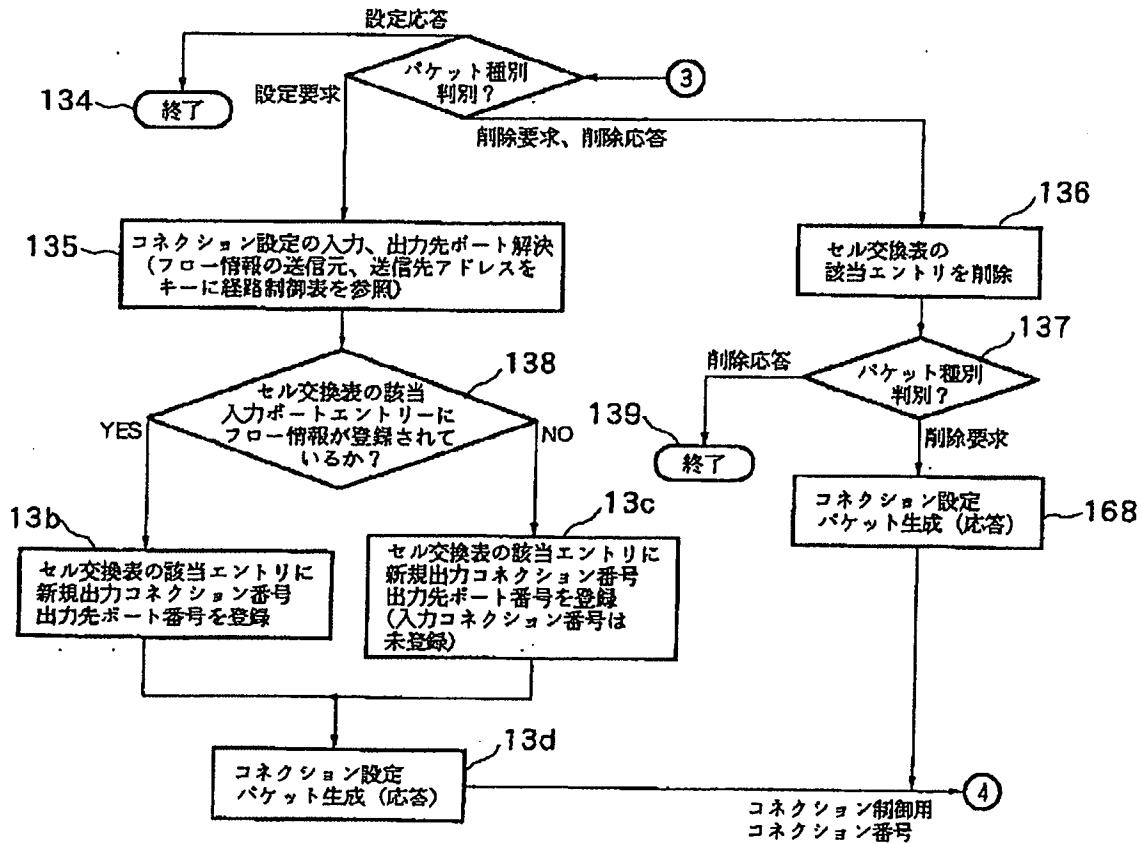 設定応答
パケット種別
判別?
③
134
終了
設定要求
削除要求、削除応答
136
135
コネクション設定の入力、出力先ポート解決
(フロー情報の送信元、送信先アドレスを
キーに経路制御表を参照)
セル交換表の
該当エントリを削除
137
138
セル交換表の該当
入力ポートエントリーに
フロー情報が登録されて
いるか?
YES
NO
削除応答
パケット種別
判別?
139
終了
削除要求
13b
セル交換表の該当エントリに
新規出力コネクション番号
出力先ポート番号を登録
13c
セル交換表の該当エントリに
新規出力コネクション番号
出力先ポート番号を登録
(入力コネクション番号は
未登録)
コネクション設定
パケット生成(応答)
168
13d
コネクション設定
パケット生成(応答)
④
コネクション制御用
コネクション番号